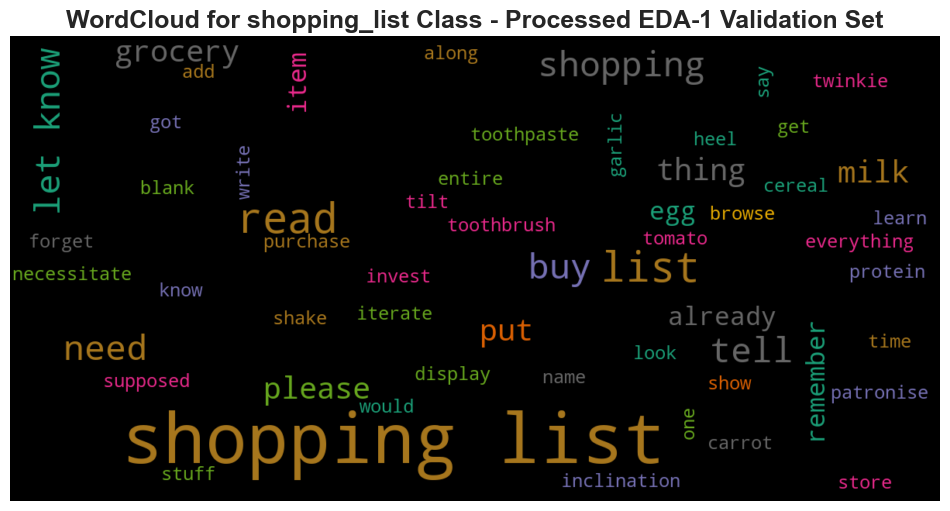 WordCloud for shopping_list Class - Processed EDA-1 Validation Set
grocery
along
shopping
add
item
say
twinkie
let know
got
toothpaste
garlic
heel
get
write
thing
milk
blank
entire
cereal
tilt
egg
browse
read
toothbrush
learn
forget
purchase
tomato
everything
necessitate
invest
buy
list
protein
know
shake
iterate
put
already
remember
need
look
tell
time
supposed
please
display
name
show
patronise
would
one
shopping list
carrot
stuff
inclination
store